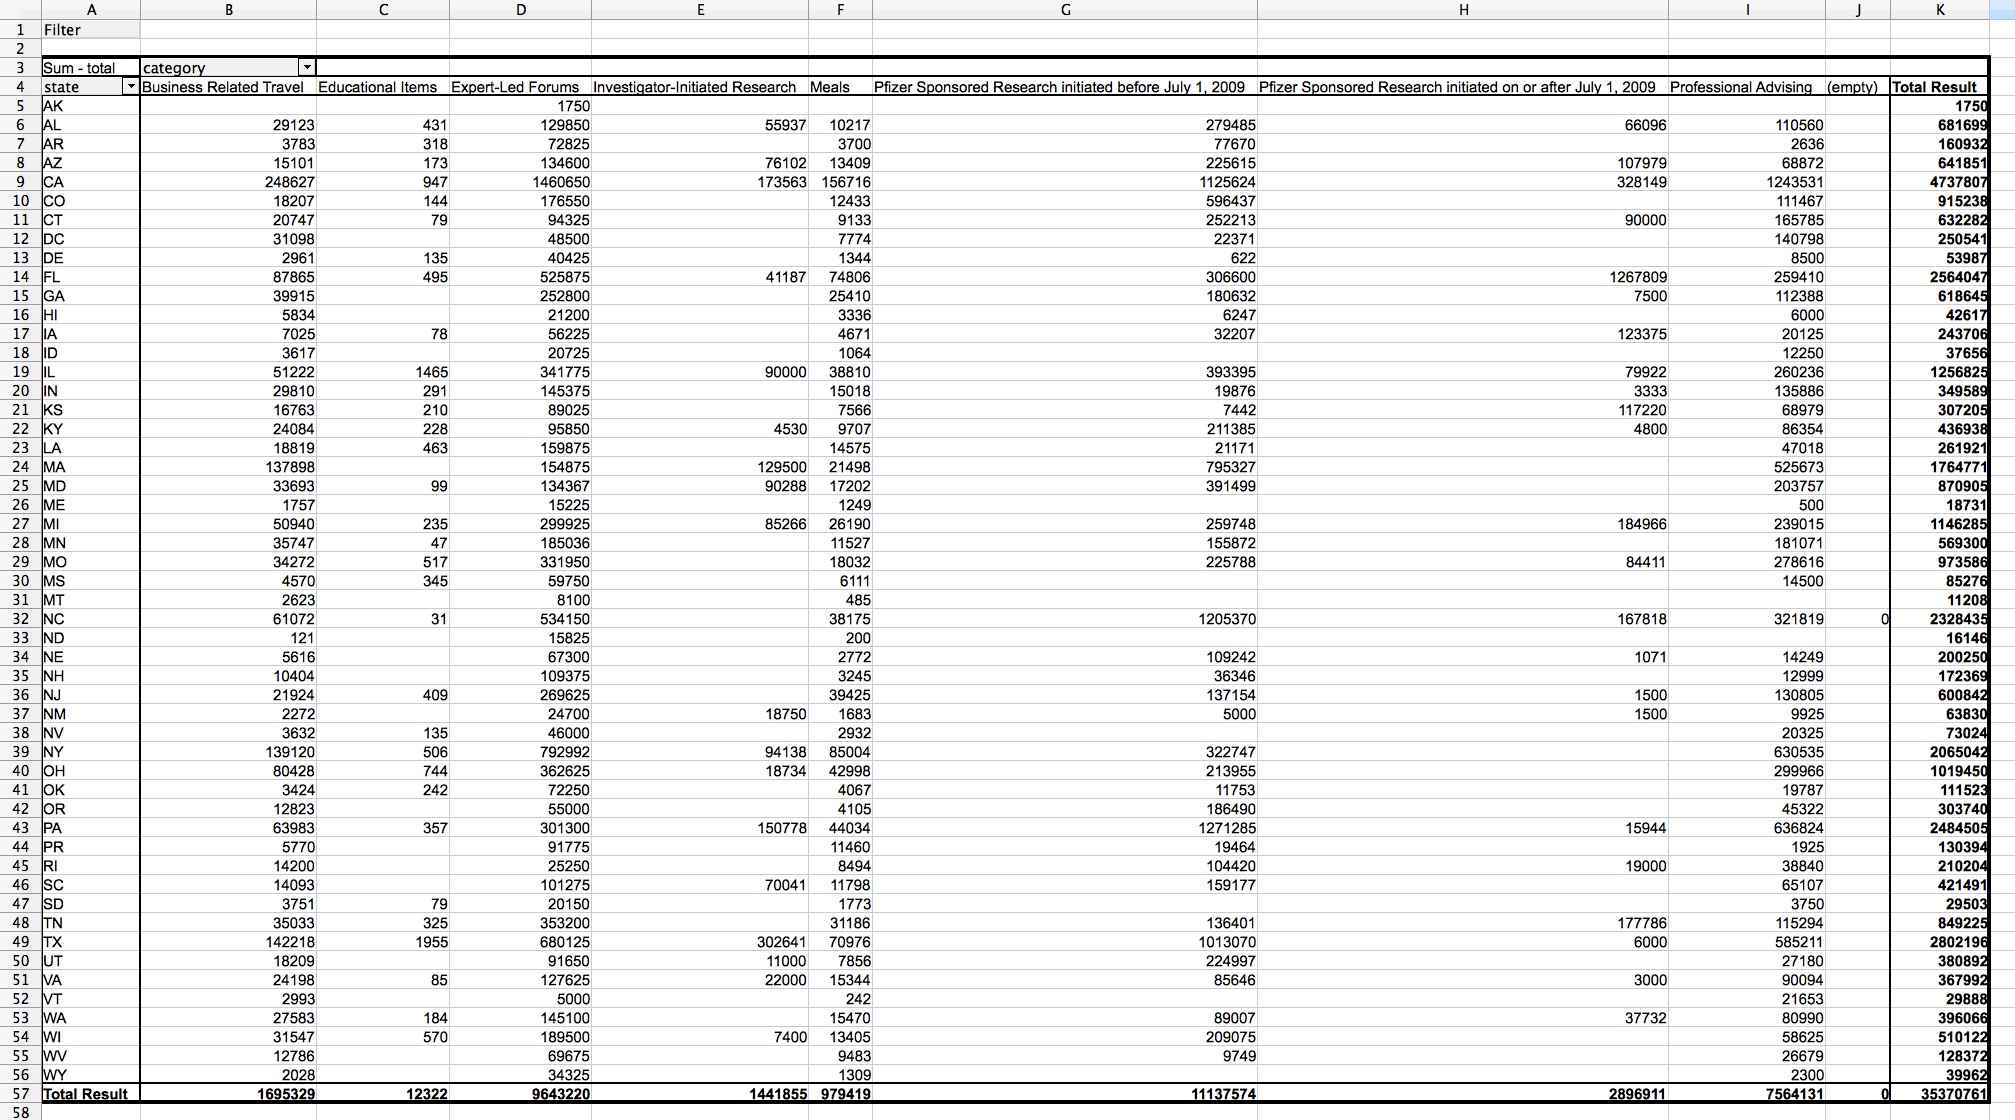 A B C D E F G H I J K
1 Filter
2
3 Sum - total category
4 state Business Related Travel Educational Items Expert-Led Forums Investigator-Initiated Research Meals Pfizer Sponsored Research initiated before July 1, 2009 Pfizer Sponsored Research initiated on or after July 1, 2009 Professional Advising (empty) Total Result
5 AK 1750 1750
6 AL 29123 431 129850 55937 10217 279485 66096 110560 681699
7 AR 3783 318 72825 3700 77670 2636 160932
8 AZ 15101 173 134600 76102 13409 225615 107979 68872 641851
9 CA 248627 947 1460650 173563 156716 1125624 328149 1243531 4737807
10 CO 18207 144 176550 12433 596437 111467 915238
11 CT 20747 79 94325 9133 252213 90000 165785 632282
12 DC 31098 48500 7774 22371 140798 250541
13 DE 2961 135 40425 1344 622 8500 53987
14 FL 87865 495 525875 41187 74806 306600 1267809 259410 2564047
15 GA 39915 252800 25410 180632 7500 112388 618645
16 HI 5834 21200 3336 6247 6000 42617
17 IA 7025 78 56225 4671 32207 123375 20125 243706
18 ID 3617 20725 1064 12250 37656
19 IL 51222 1465 341775 90000 38810 393395 79922 260236 1256825
20 IN 29810 291 145375 15018 19876 3333 135886 349589
21 KS 16763 210 89025 7566 7442 117220 68979 307205
22 KY 24084 228 95850 4530 9707 211385 4800 86354 436938
23 LA 18819 463 159875 14575 21171 47018 261921
24 MA 137898 154875 129500 21498 795327 525673 1764771
25 MD 33693 99 134367 90288 17202 391499 203757 870905
26 ME 1757 15225 1249 500 18731
27 MI 50940 235 299925 85266 26190 259748 184966 239015 1146285
28 MN 35747 47 185036 11527 155872 181071 569300
29 MO 34272 517 331950 18032 225788 84411 278616 973586
30 MS 4570 345 59750 6111 14500 85276
31 MT 2623 8100 485 11208
32 NC 61072 31 534150 38175 1205370 167818 321819 0 2328435
33 ND 121 15825 200 16146
34 NE 5616 67300 2772 109242 1071 14249 200250
35 NH 10404 109375 3245 36346 12999 172369
36 NJ 21924 409 269625 39425 137154 1500 130805 600842
37 NM 2272 24700 18750 1683 5000 1500 9925 63830
38 NV 3632 135 46000 2932 20325 73024
39 NY 139120 506 792992 94138 85004 322747 630535 2065042
40 OH 80428 744 362625 18734 42998 213955 299966 1019450
41 OK 3424 242 72250 4067 11753 19787 111523
42 OR 12823 55000 4105 186490 45322 303740
43 PA 63983 357 301300 150778 44034 1271285 15944 636824 2484505
44 PR 5770 91775 11460 19464 1925 130394
45 RI 14200 25250 8494 104420 19000 38840 210204
46 SC 14093 101275 70041 11798 159177 65107 421491
47 SD 3751 79 20150 1773 3750 29503
48 TN 35033 325 353200 31186 136401 177786 115294 849225
49 TX 142218 1955 680125 302641 70976 1013070 6000 585211 2802196
50 UT 18209 91650 11000 7856 224997 27180 380892
51 VA 24198 85 127625 22000 15344 85646 3000 90094 367992
52 VT 2993 5000 242 21653 29888
53 WA 27583 184 145100 15470 89007 37732 80990 396066
54 WI 31547 570 189500 7400 13405 209075 58625 510122
55 WV 12786 69675 9483 9749 26679 128372
56 WY 2028 34325 1309 2300 39962
57 Total Result 1695329 12322 9643220 1441855 979419 11137574 2896911 7564131 0 35370761
58